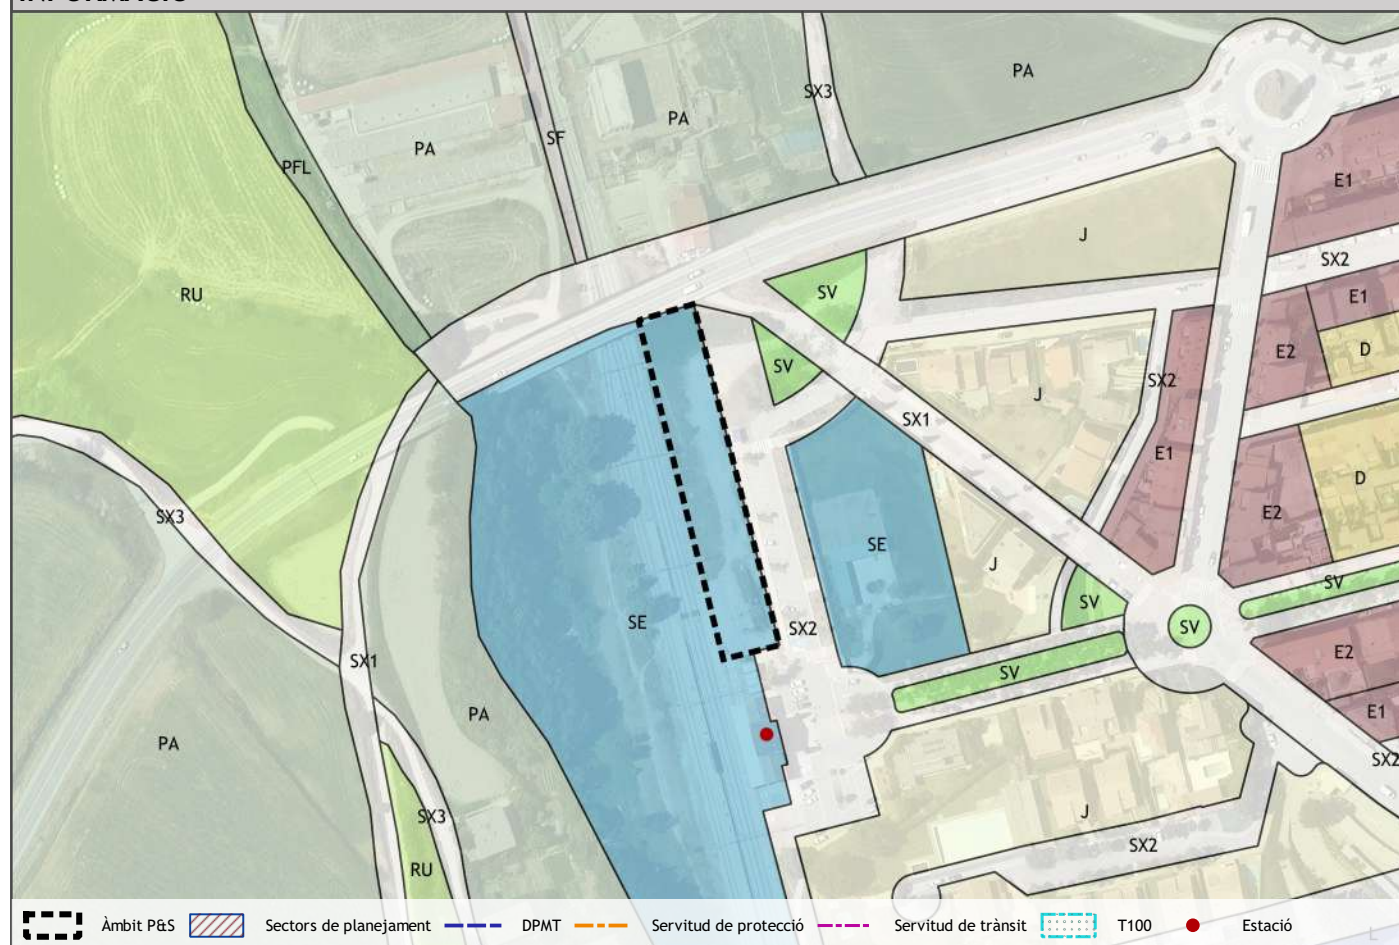 PA
SX3
PA
SF
PA
PFL
E1
J
SX2
RU
SV
E1
E2
D
SV
SX2
J
SX1
E1
D
E2
SX3
SE
J
SV
SV
SE
SX2
SV
E2
SX1
SV
PA
E1
PA
SX2
J
SX3
SX2
RU
L
Àmbit P&S
Sectors de planejament
DPMT
Servitud de protecció
Servitud de trànsit
T100
Estació